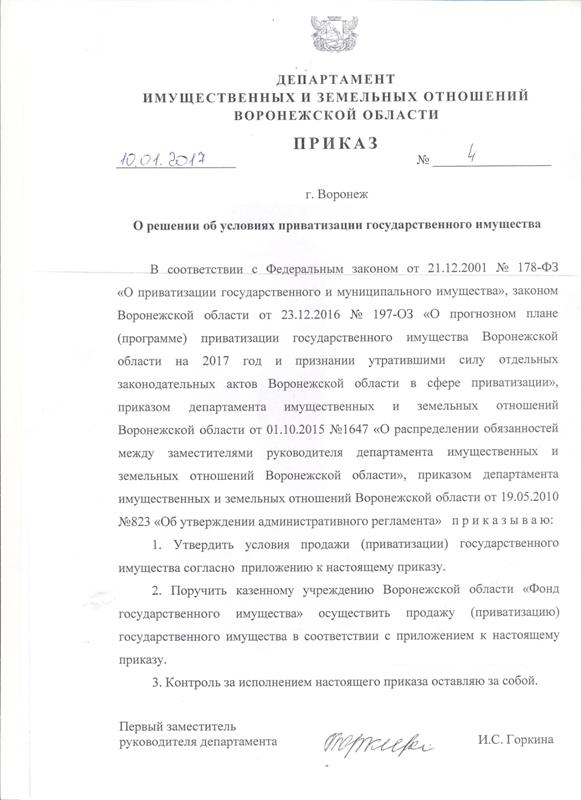 ДЕПАРТАМЕНТ
ИМУЩЕСТВЕННЫХ И ЗЕМЕЛЬНЫХ ОТНОШЕНИЙ
ВОРОНЕЖСКОЙ ОБЛАСТИ
ПРИКАЗ
10.01.2017 № 4
г. Воронеж
О решении об условиях приватизации государственного имущества
В соответствии с Федеральным законом от 21.12.2001 № 178-ФЗ
«О приватизации государственного и муниципального имущества», законом
Воронежской области от 23.12.2016 № 197-ОЗ «О прогнозном плане
(программе) приватизации государственного имущества Воронежской
области на 2017 год и признании утратившими силу отдельных
законодательных актов Воронежской области в сфере приватизации»,
приказом департамента имущественных и земельных отношений
Воронежской области от 01.10.2015 №1647 «О распределении обязанностей
между заместителями руководителя департамента имущественных и
земельных отношений Воронежской области», приказом департамента
имущественных и земельных отношений Воронежской области от 19.05.2010
№823 «Об утверждении административного регламента» п р и к а з ы в а ю:
1. Утвердить условия продажи (приватизации) государственного
имущества согласно приложению к настоящему приказу.
2. Поручить казенному учреждению Воронежской области «Фонд
государственного имущества» осуществить продажу (приватизацию)
государственного имущества в соответствии с приложением к настоящему
приказу.
3. Контроль за исполнением настоящего приказа оставляю за собой.
Первый заместитель
руководителя департамента И.С. Горкина